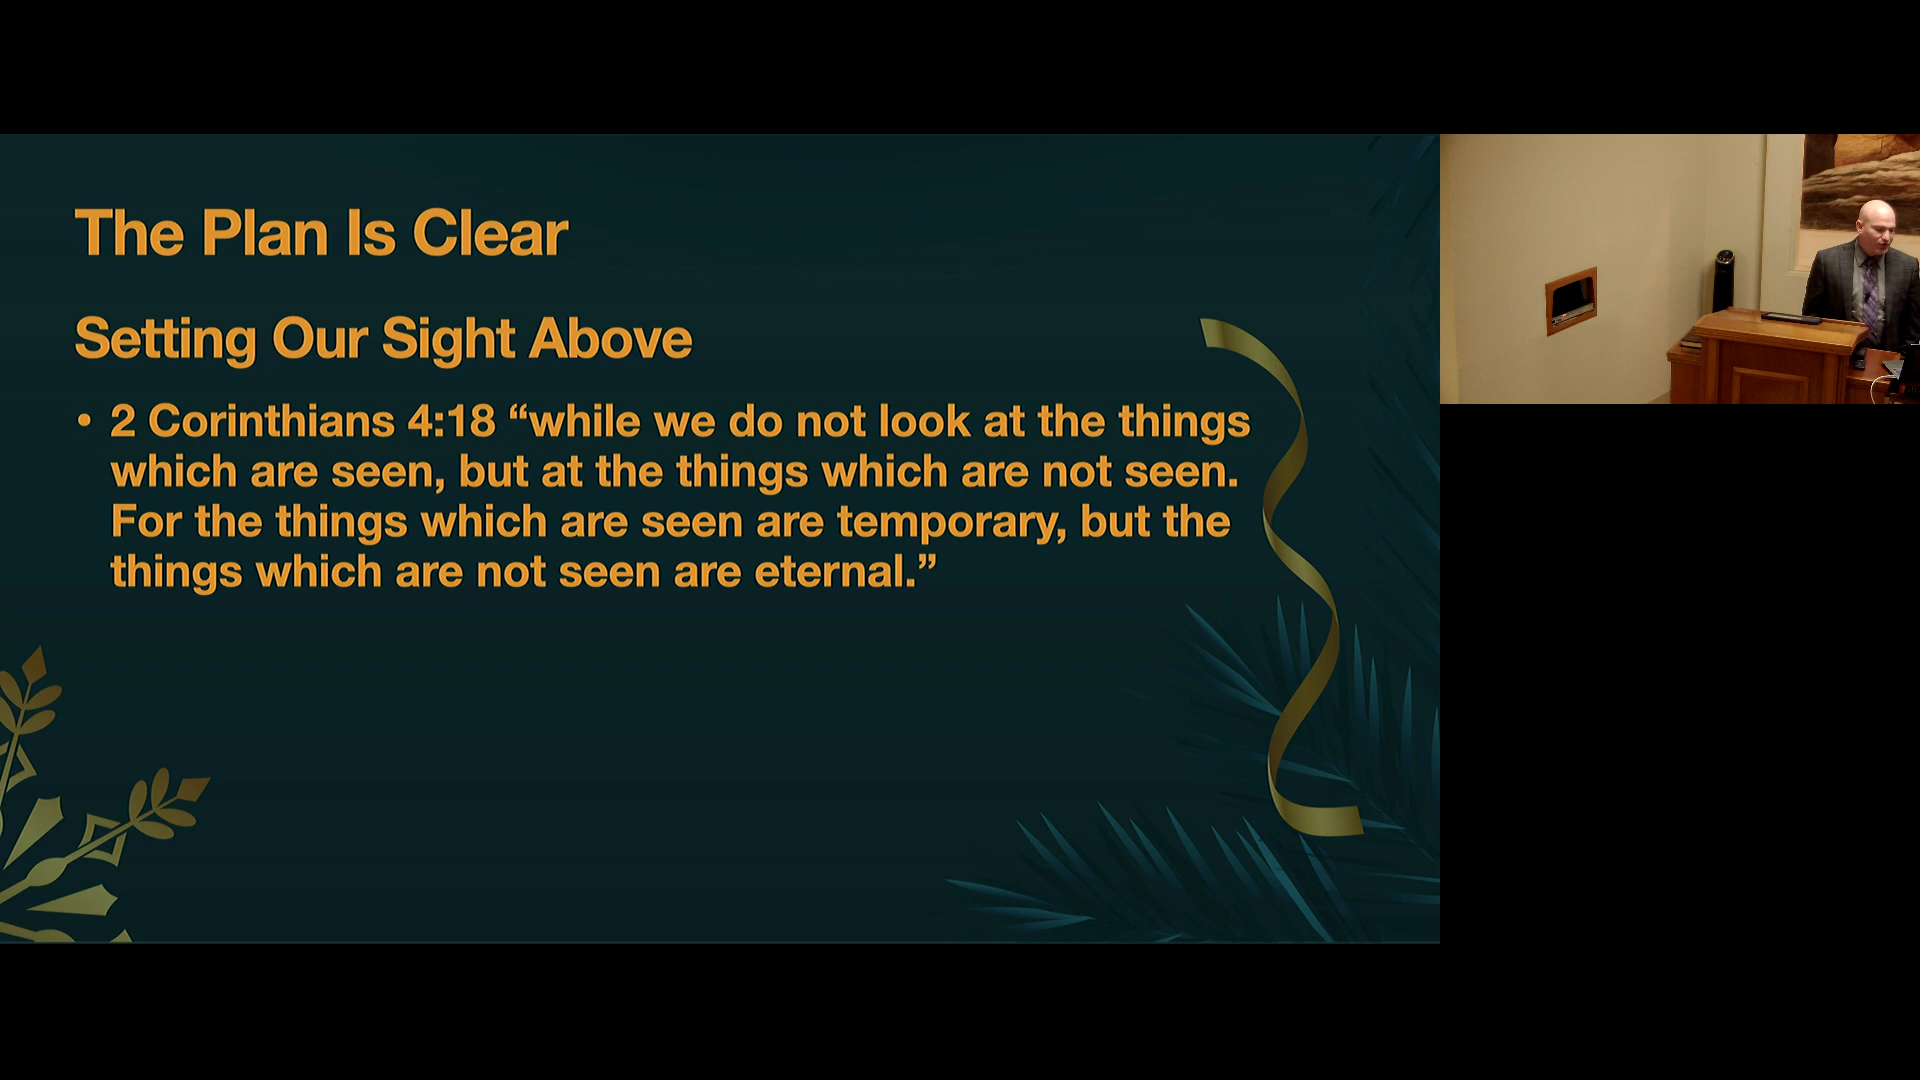 The Plan Is Clear
Setting Our Sight Above
• 2 Corinthians 4:18 “while we do not look at the things
which are seen, but at the things which are not seen.
For the things which are seen are temporary, but the
things which are not seen are eternal.”